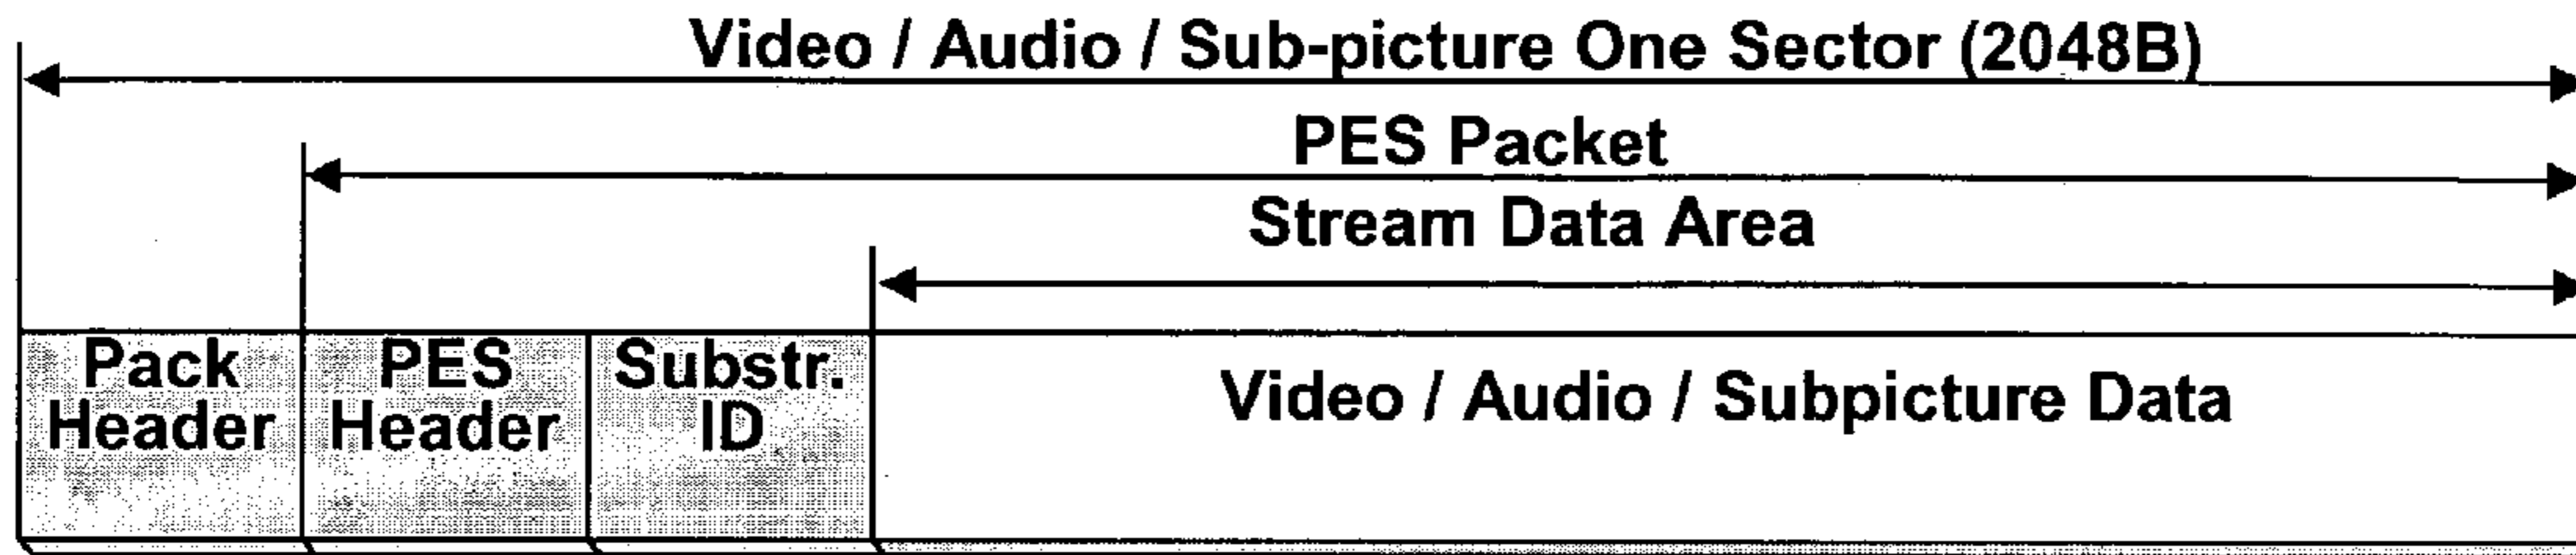 Video / Audio / Sub-picture One Sector (2048B)
PES Packet
Stream Data Area
Pack
Header
PES
Header
Substr.
ID
Video / Audio / Subpicture Data